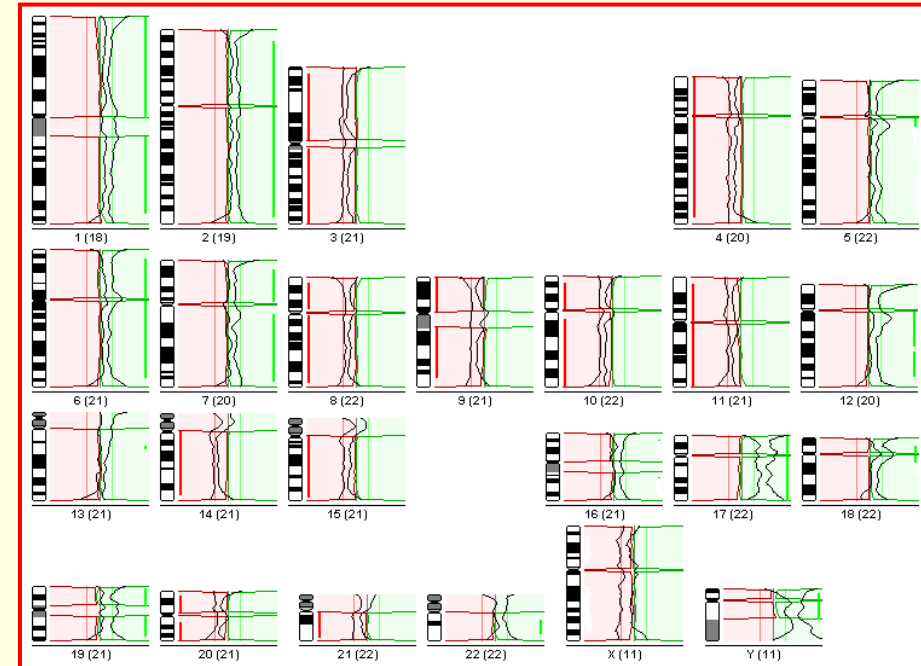 1 (18) 2 (19) 3 (21) 4 (20) 5 (22)
6 (21) 7 (20) 8 (22) 9 (21) 10 (22) 11 (21) 12 (20)
13 (21) 14 (21) 15 (21) 16 (21) 17 (22) 18 (22)
19 (21) 20 (21) 21 (22) 22 (22) X (11) Y (11)